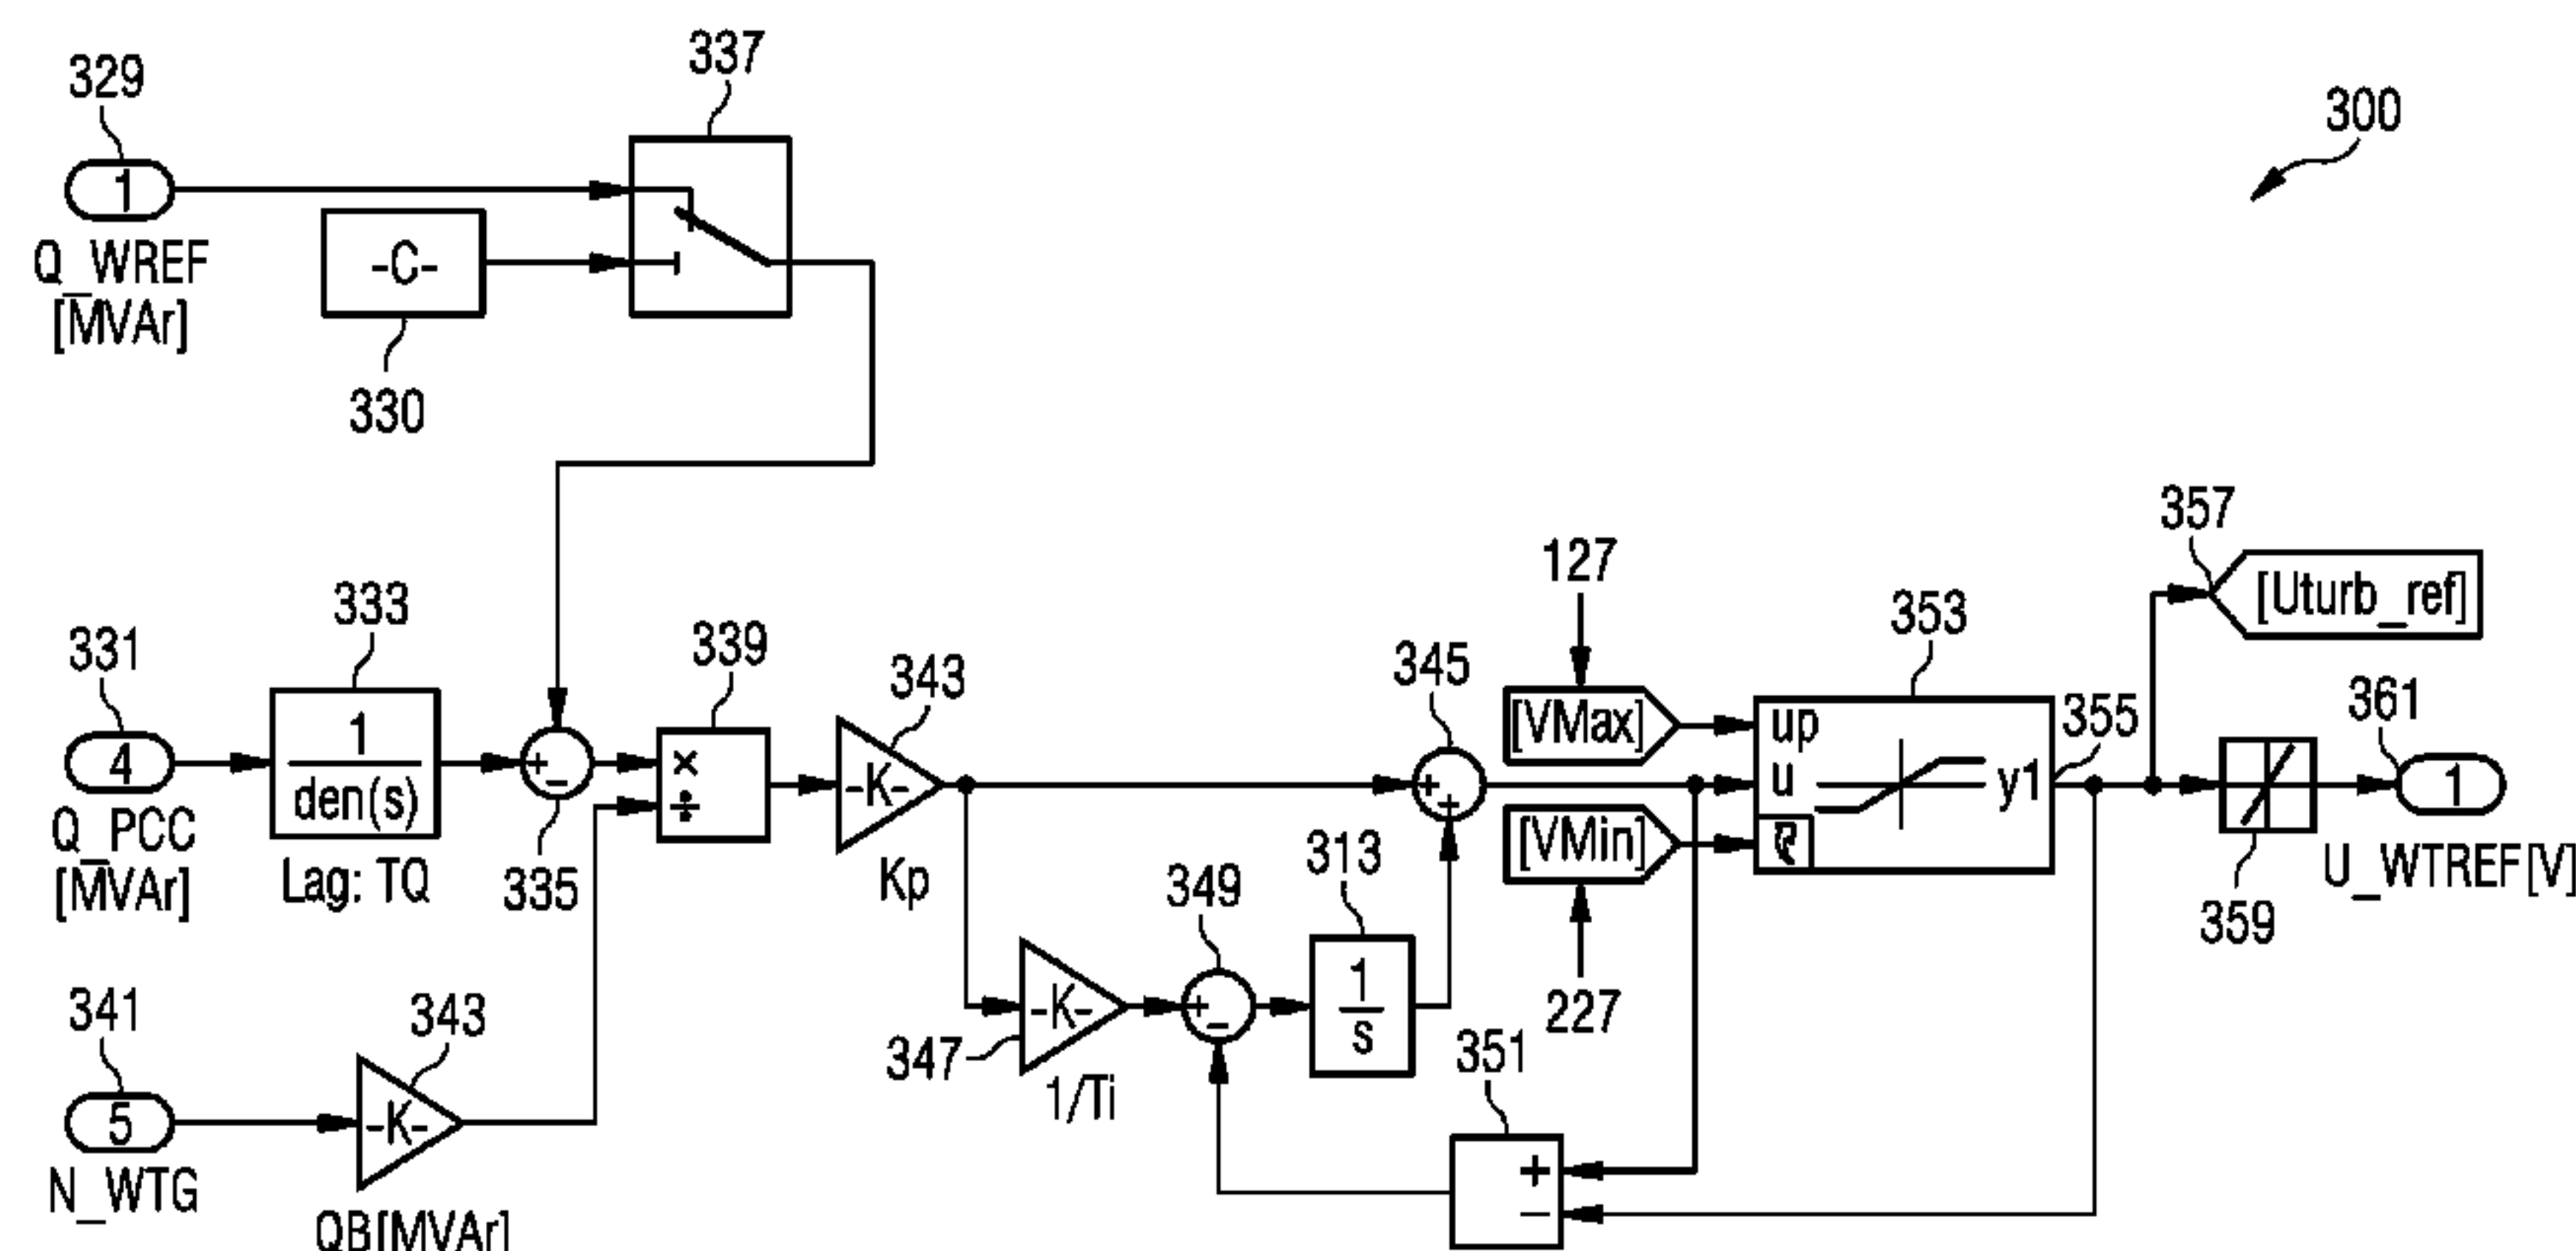 337
329
300
1
-C-
Q_WREF
[MVAr]
330
357
127
[Uturb_ref]
333
353
331
339
343
345
361
[VMax]
up
355
1
den(s)
+
-
×
÷
-K-
+
+
u
y1
4
1
Q_PCC
[MVAr]
Lag: TQ
335
Kp
[VMin]
313
349
U_WTREF[V]
359
341
343
-K-
+
-
1
s
227
347
351
1/Ti
5
-K-
+
-
N_WTG
QB[MVAr]